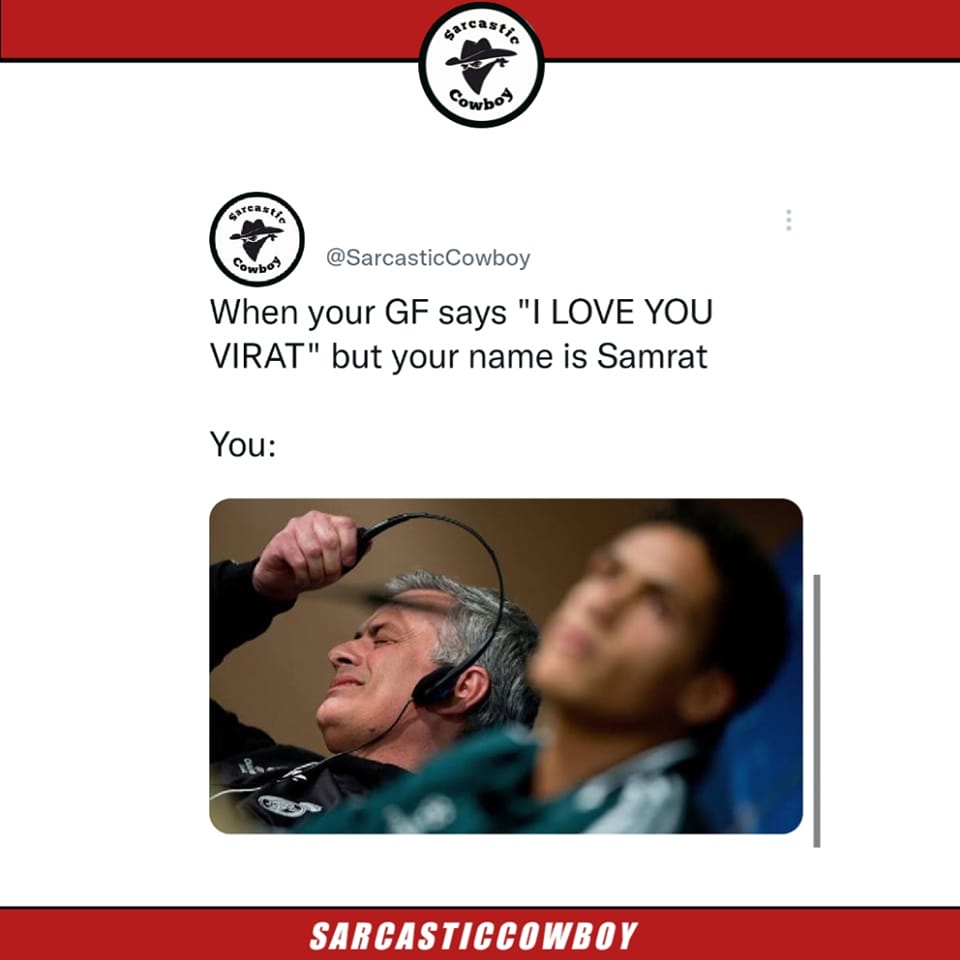 Sarcastic
Cowboy
Sarcastic
Cowboy
@SarcasticCowboy
When your GF says "I LOVE YOU
VIRAT" but your name is Samrat
You:
SARCASTICCOWBOY